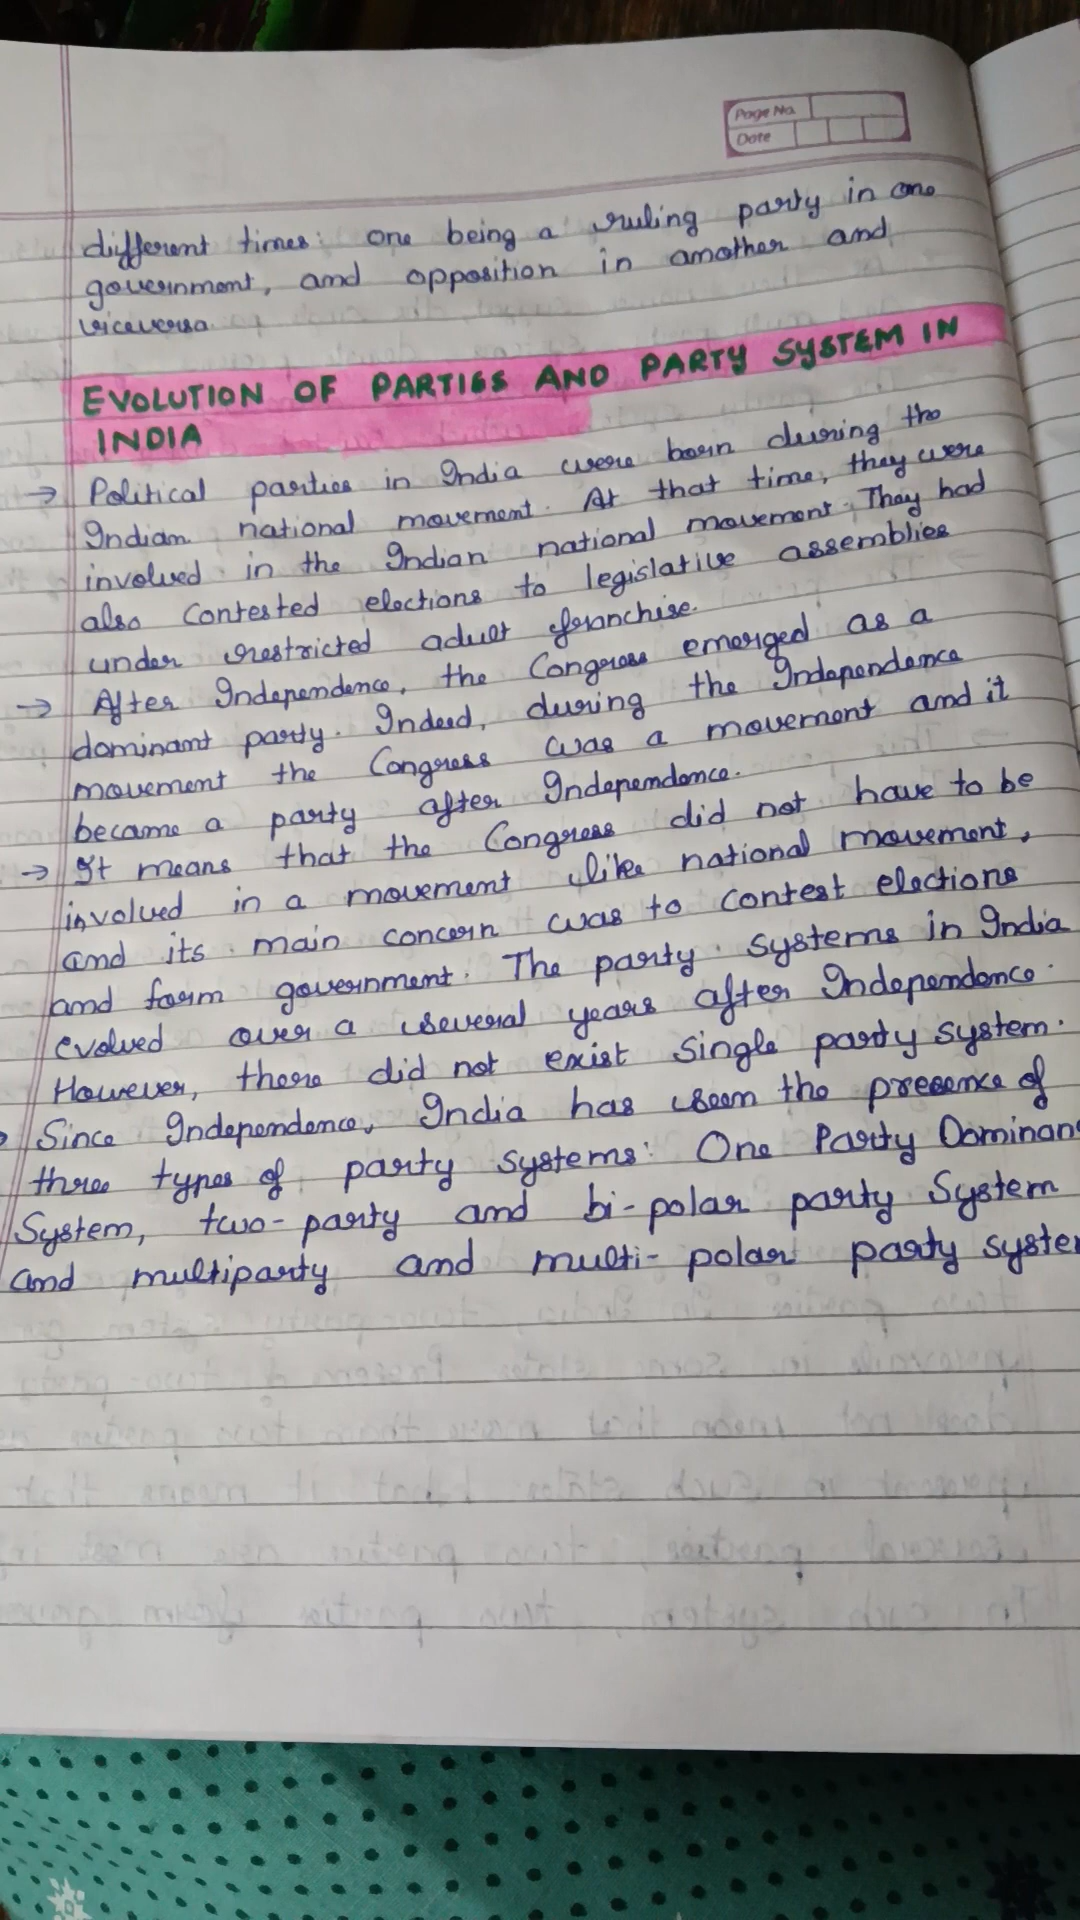 Page No.
Date
different times: one being a ruling party in one
government, and opposition in another and
viceversa.
EVOLUTION OF PARTIES AND PARTY SYSTEM IN
INDIA
→ Political parties in India were born during the
Indian national movement. At that time, they were
involved in the Indian national movement. They had
also contested elections to legislative assemblies
under restricted adult franchise.
→ After Independence, the Congress emerged as a
dominant party. Indeed, during the Independence
movement the Congress was a movement and it
became a party after Independence.
→ It means that the Congress did not have to be
involved in a movement like national movement,
and its main concern was to contest elections
and form government. The party systems in India
evolved over a several years after Independence.
However, there did not exist single party system.
Since Independence, India has seen the presence of
three types of party systems: One Party Dominan
System, two-party and bi-polar party System
and multiparty and multi-polar party syste